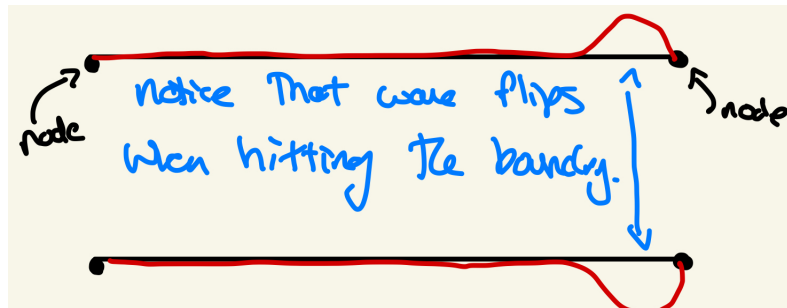 notice that wave flips
node
node
when hitting the boundry.